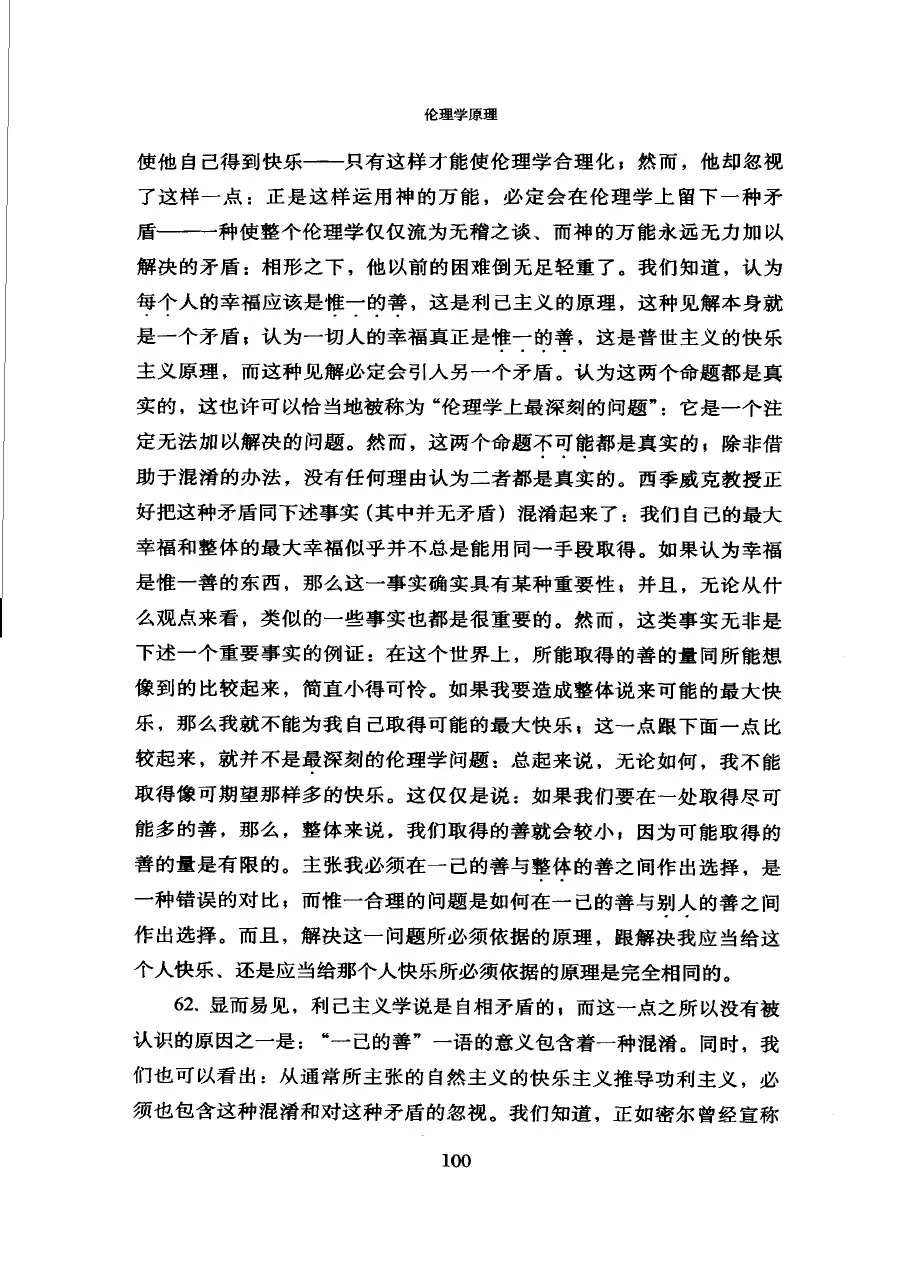 伦理学原理
使他自己得到快乐——只有这样才能使伦理学合理化；然而，他却忽视
了这样一点：正是这样运用神的万能，必定会在伦理学上留下一种矛
盾——一种使整个伦理学仅仅流为无稽之谈、而神的万能永远无力加以
解决的矛盾：相形之下，他以前的困难倒无足轻重了。我们知道，认为
每个人的幸福应该是惟一的善，这是利己主义的原理，这种见解本身就
是一个矛盾；认为一切人的幸福真正是惟一的善，这是普世主义的快乐
主义原理，而这种见解必定会引入另一个矛盾。认为这两个命题都是真
实的，这也许可以恰当地被称为“伦理学上最深刻的问题”：它是一个注
定无法加以解决的问题。然而，这两个命题不可能都是真实的；除非借
助于混淆的办法，没有任何理由认为二者都是真实的。西季威克教授正
好把这种矛盾同下述事实（其中并无矛盾）混淆起来了：我们自己的最大
幸福和整体的最大幸福似乎并不总是能用同一手段取得。如果认为幸福
是惟一善的东西，那么这一事实确实具有某种重要性；并且，无论从什
么观点来看，类似的一些事实也都是很重要的。然而，这类事实无非是
下述一个重要事实的例证：在这个世界上，所能取得的善的量同所能想
像到的比较起来，简直小得可怜。如果我要造成整体说来可能的最大快
乐，那么我就不能为我自己取得可能的最大快乐；这一点跟下面一点比
较起来，就并不是最深刻的伦理学问题：总起来说，无论如何，我不能
取得像可期望那样多的快乐。这仅仅是说：如果我们要在一处取得尽可
能多的善，那么，整体来说，我们取得的善就会较小；因为可能取得的
善的量是有限的。主张我必须在一己的善与整体的善之间作出选择，是
一种错误的对比；而惟一合理的问题是如何在一己的善与别人的善之间
作出选择。而且，解决这一问题所必须依据的原理，跟解决我应当给这
个人快乐、还是应当给那个人快乐所必须依据的原理是完全相同的。
62. 显而易见，利己主义学说是自相矛盾的；而这一点之所以没有被
认识的原因之一是：“一己的善”一语的意义包含着一种混淆。同时，我
们也可以看出：从通常所主张的自然主义的快乐主义推导功利主义，必
须也包含这种混淆和对这种矛盾的忽视。我们知道，正如密尔曾经宣称
100